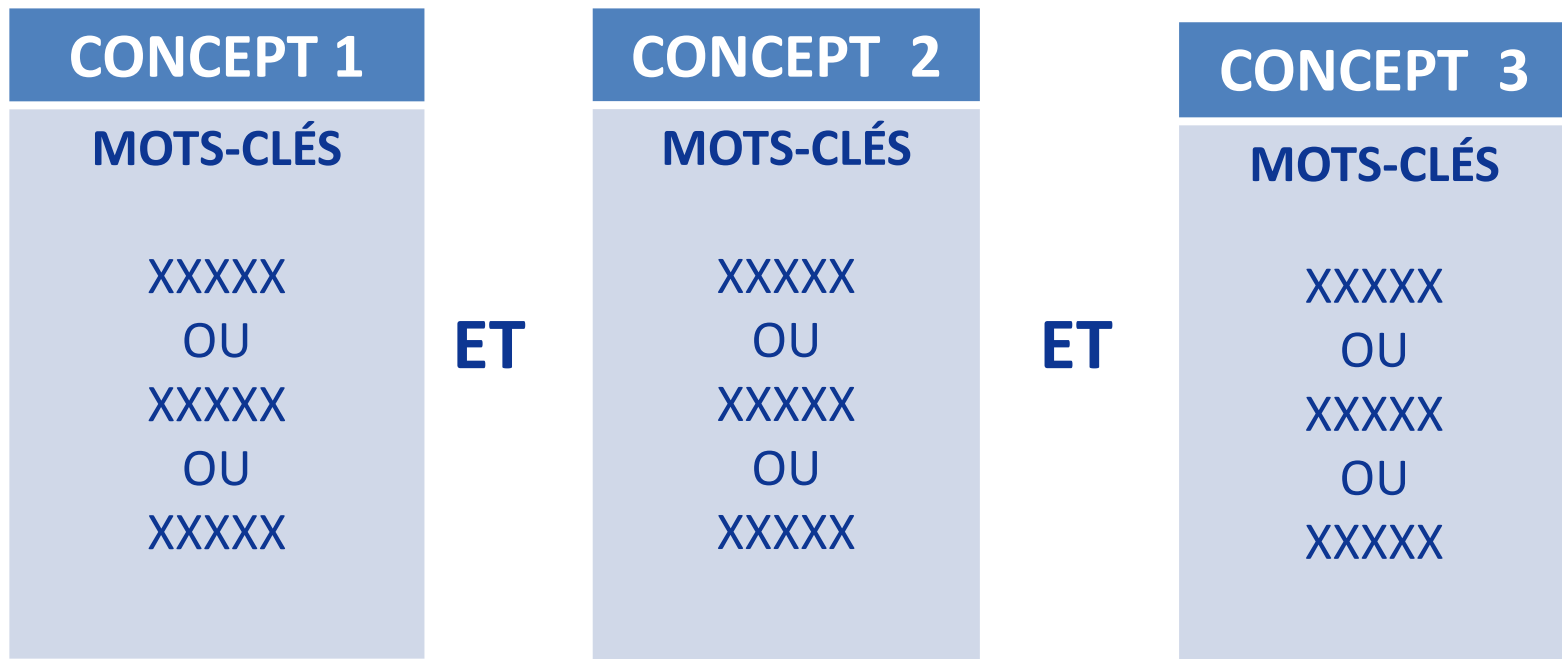 CONCEPT 1
MOTS-CLÉS
XXXXX
OU
XXXXX
OU
XXXXX
ET
CONCEPT 2
MOTS-CLÉS
XXXXX
OU
XXXXX
OU
XXXXX
ET
CONCEPT 3
MOTS-CLÉS
XXXXX
OU
XXXXX
OU
XXXXX